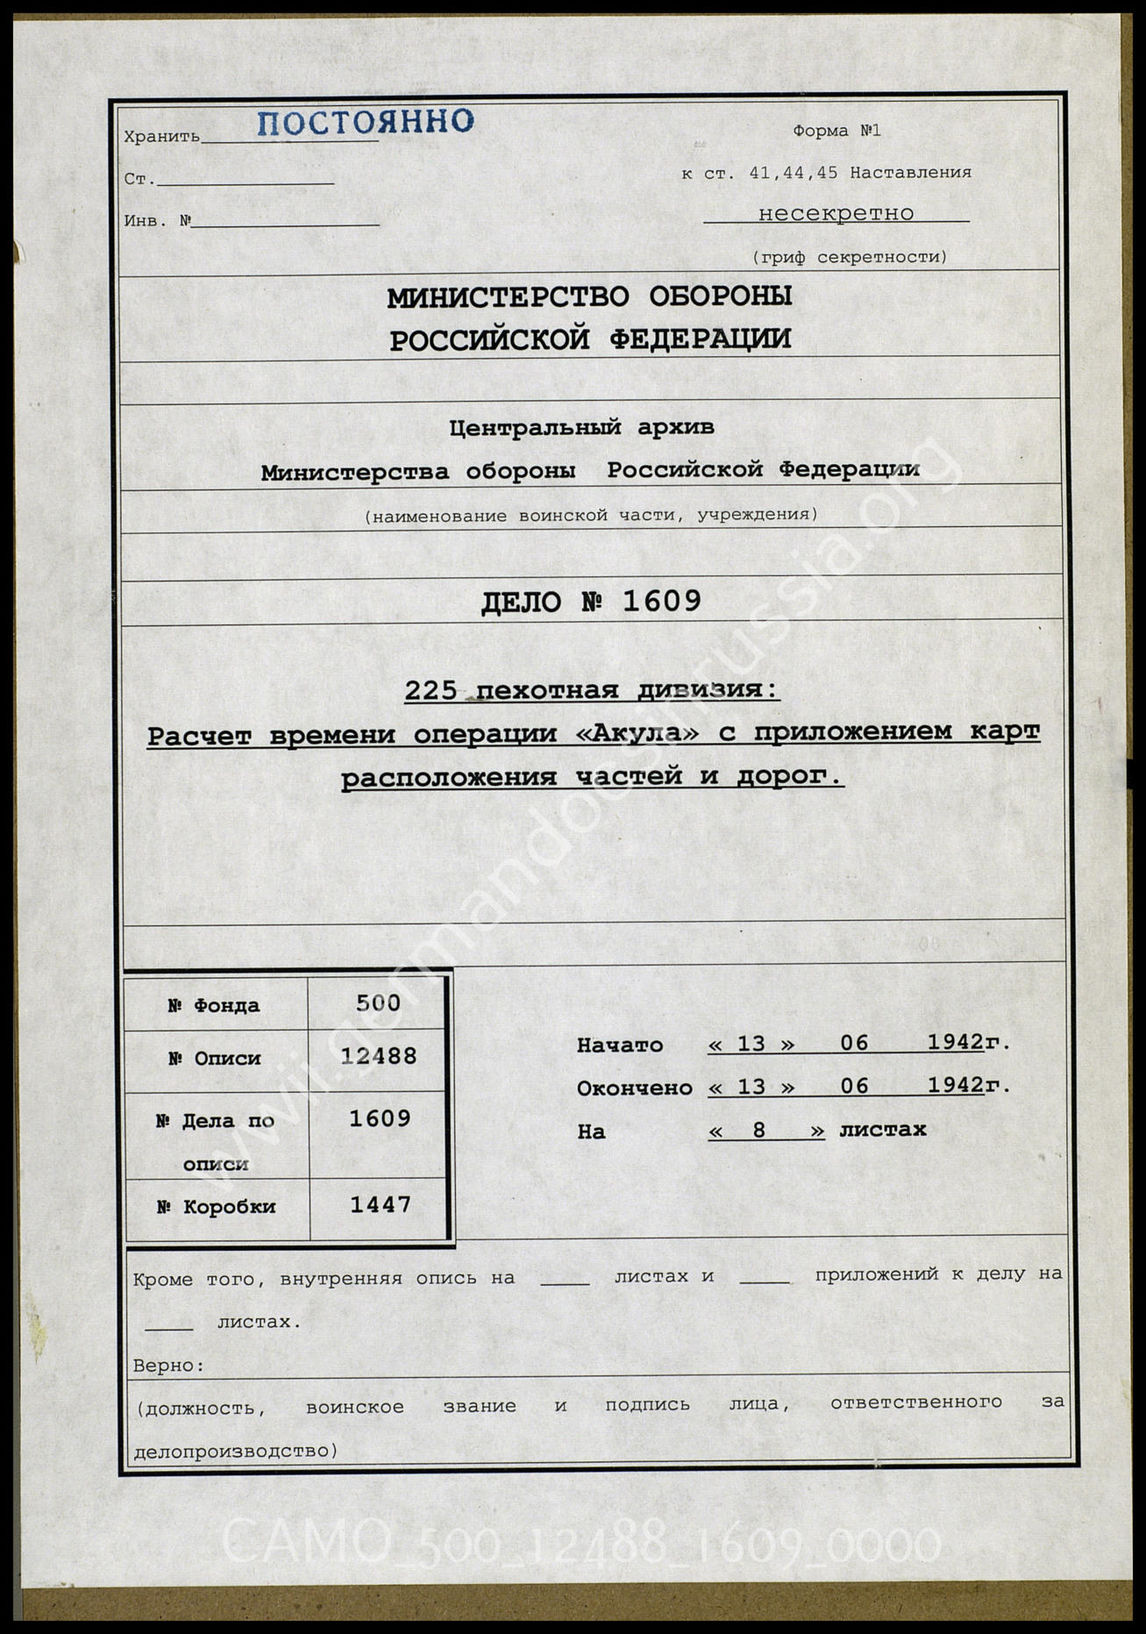 Хранить ПОСТОЯННО
Форма №1
Ст.
к ст. 41,44,45 Наставления
Инв. №
несекретно
(гриф секретности)
МИНИСТЕРСТВО ОБОРОНЫ
РОССИЙСКОЙ ФЕДЕРАЦИИ
Центральный архив
Министерства обороны Российской Федерации
(наименование воинской части, учреждения)
ДЕЛО № 1609
225 пехотная дивизия:
Расчет времени операции «Акула» с приложением карт
расположения частей и дорог.
№ Фонда 500
№ Описи 12488
№ Дела по 1609
описи
№ Коробки 1447
Начато « 13 » 06 1942г.
Окончено « 13 » 06 1942г.
На « 8 » листах
Кроме того, внутренняя опись на ____ листах и ____ приложений к делу на
____ листах.
Верно:
(должность, воинское звание и подпись лица, ответственного за
делопроизводство)
wwii.germandocsinrussia.org
CAMO_500_12488_1609_0000